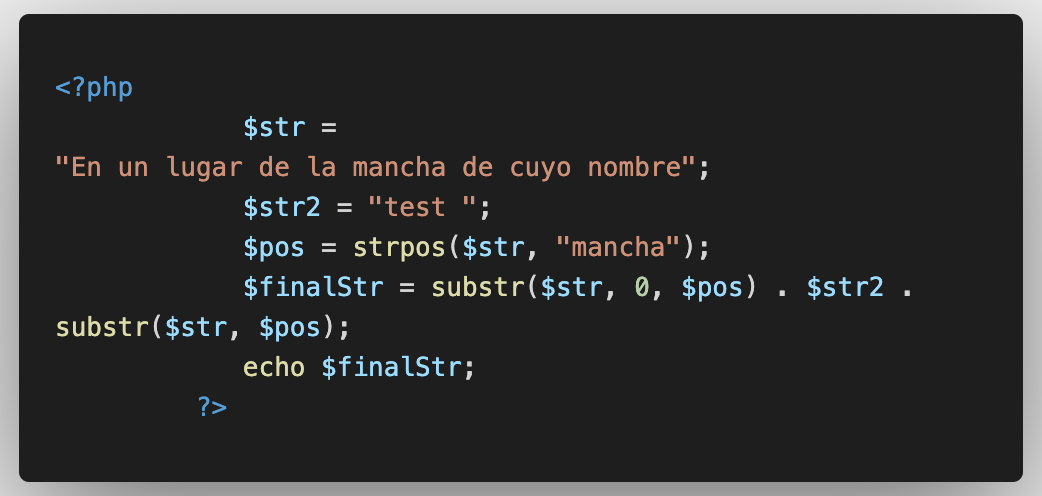 <?php
$str =
"En un lugar de la mancha de cuyo nombre";
$str2 = "test ";
$pos = strpos($str, "mancha");
$finalStr = substr($str, 0, $pos) . $str2 .
substr($str, $pos);
echo $finalStr;
?>